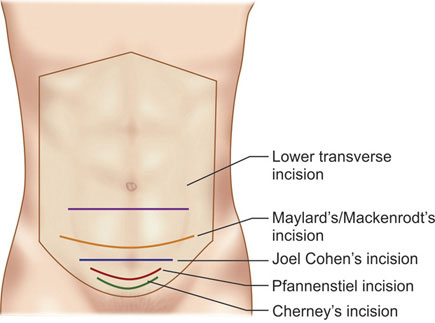 Lower transverse
incision
Maylard's/Mackenrodt's
incision
Joel Cohen's incision
Pfannenstiel incision
Cherney's incision